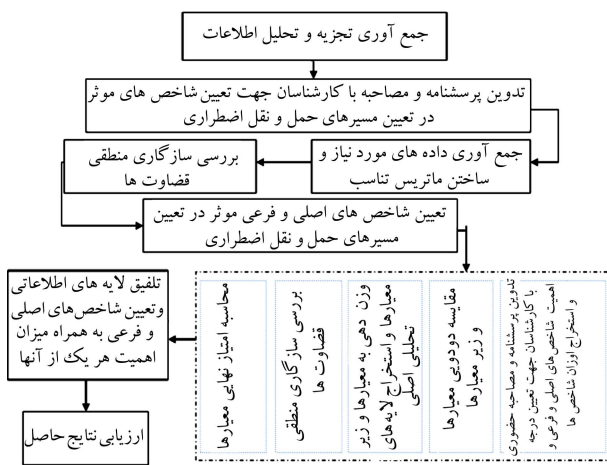 جمع آوری تجزیه و تحلیل اطلاعات
تدوین پرسشنامه و مصاحبه با کارشناسان جهت تعیین شاخص های موثر
در تعیین مسیرهای حمل و نقل اضطراری
جمع آوری داده های مورد نیاز و
ساختن ماتریس تناسب
بررسی سازگاری منطقی
قضاوت ها
تعیین شاخص های اصلی و فرعی موثر در تعیین
مسیرهای حمل و نقل اضطراری
تدوین پرسشنامه و مصاحبه حضوری
با کارشناسان جهت تعیین درجه
اهمیت شاخص‌های اصلی و فرعی و
و استخراج اوزان شاخص ها
مقایسه دودویی معیارها
و زیر معیارها
وزن دهی به معیارها و زیر
معیارها و استخراج لایه‌های
تحلیلی اصلی
بررسی سازگاری منطقی
قضاوت ها
محاسبه امتیاز نهایی معیارها
تلفیق لایه های اطلاعاتی
وتعیین شاخص‌های اصلی
و فرعی به همراه میزان
اهمیت هر یک از آنها
ارزیابی نتایج حاصل